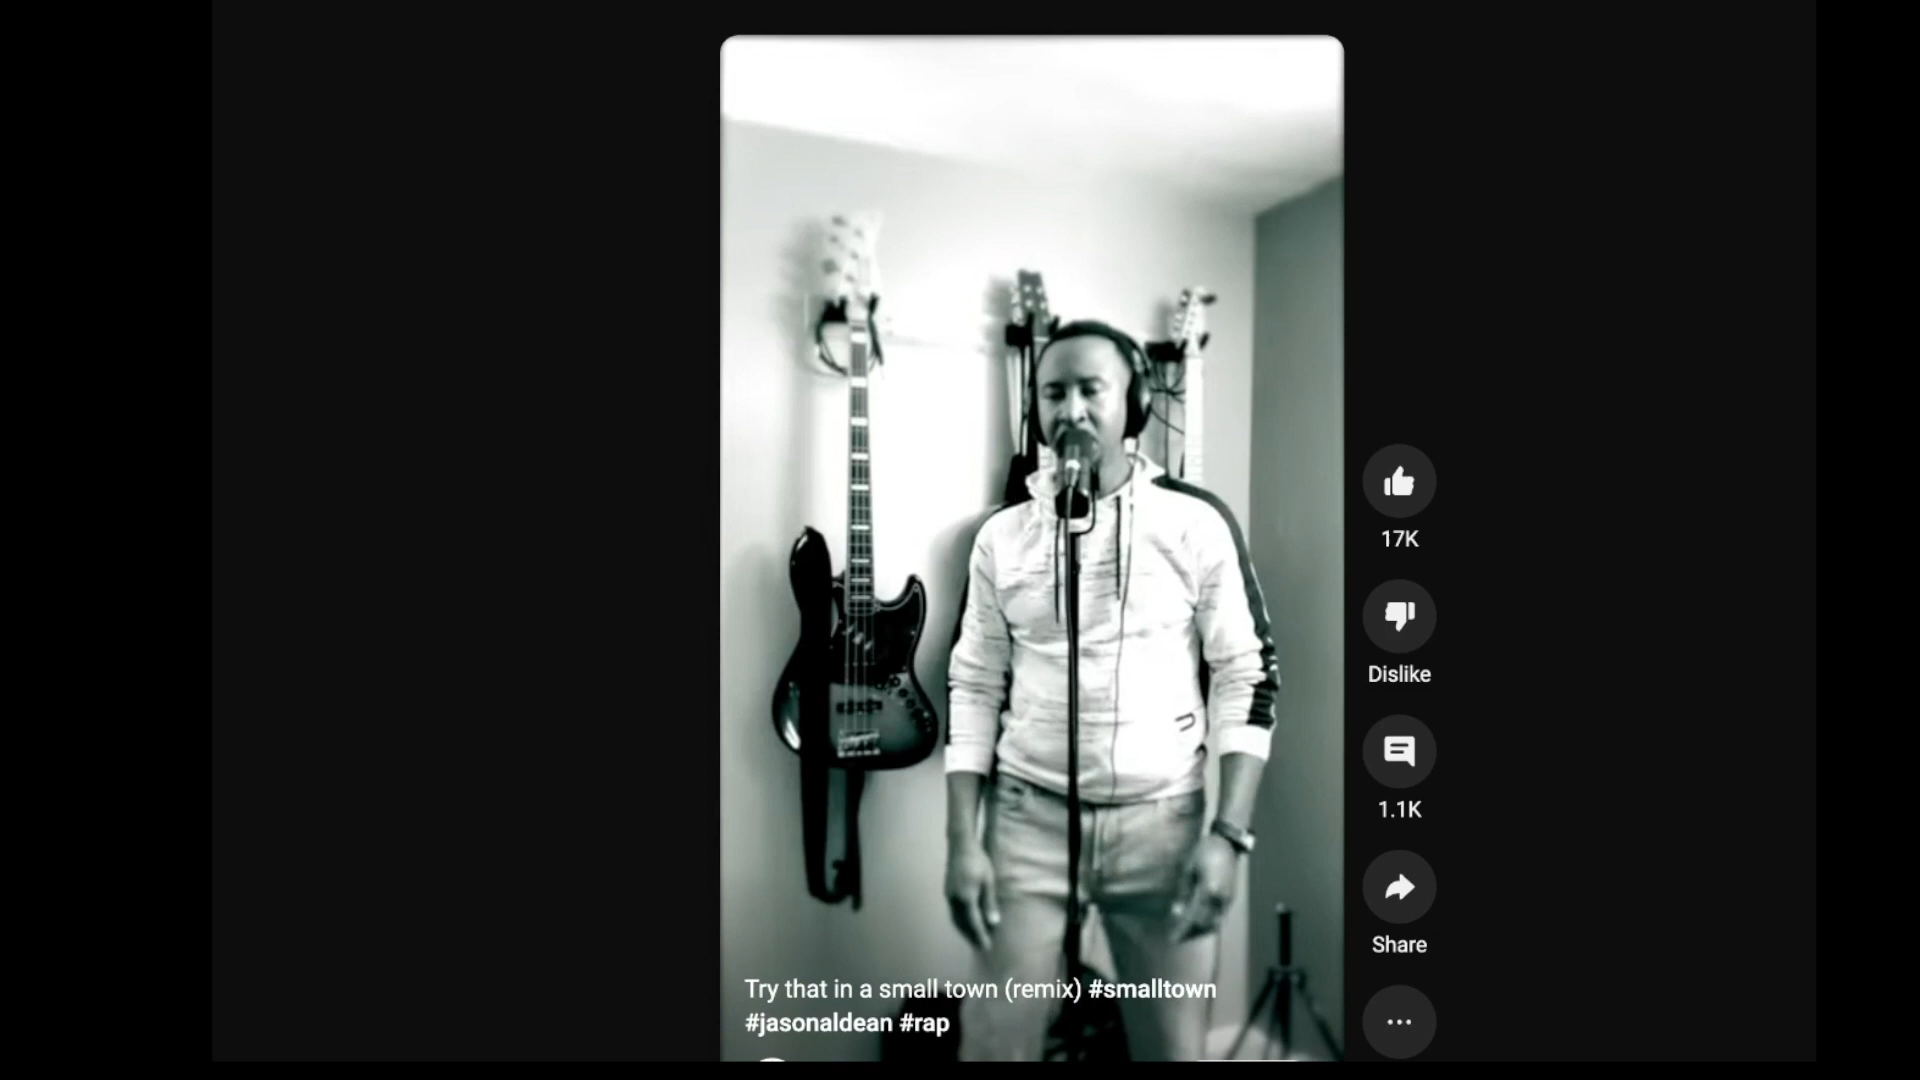 17K
Dislike
1.1K
Share
Try that in a small town (remix) #smalltown
#jasonaldean #rap